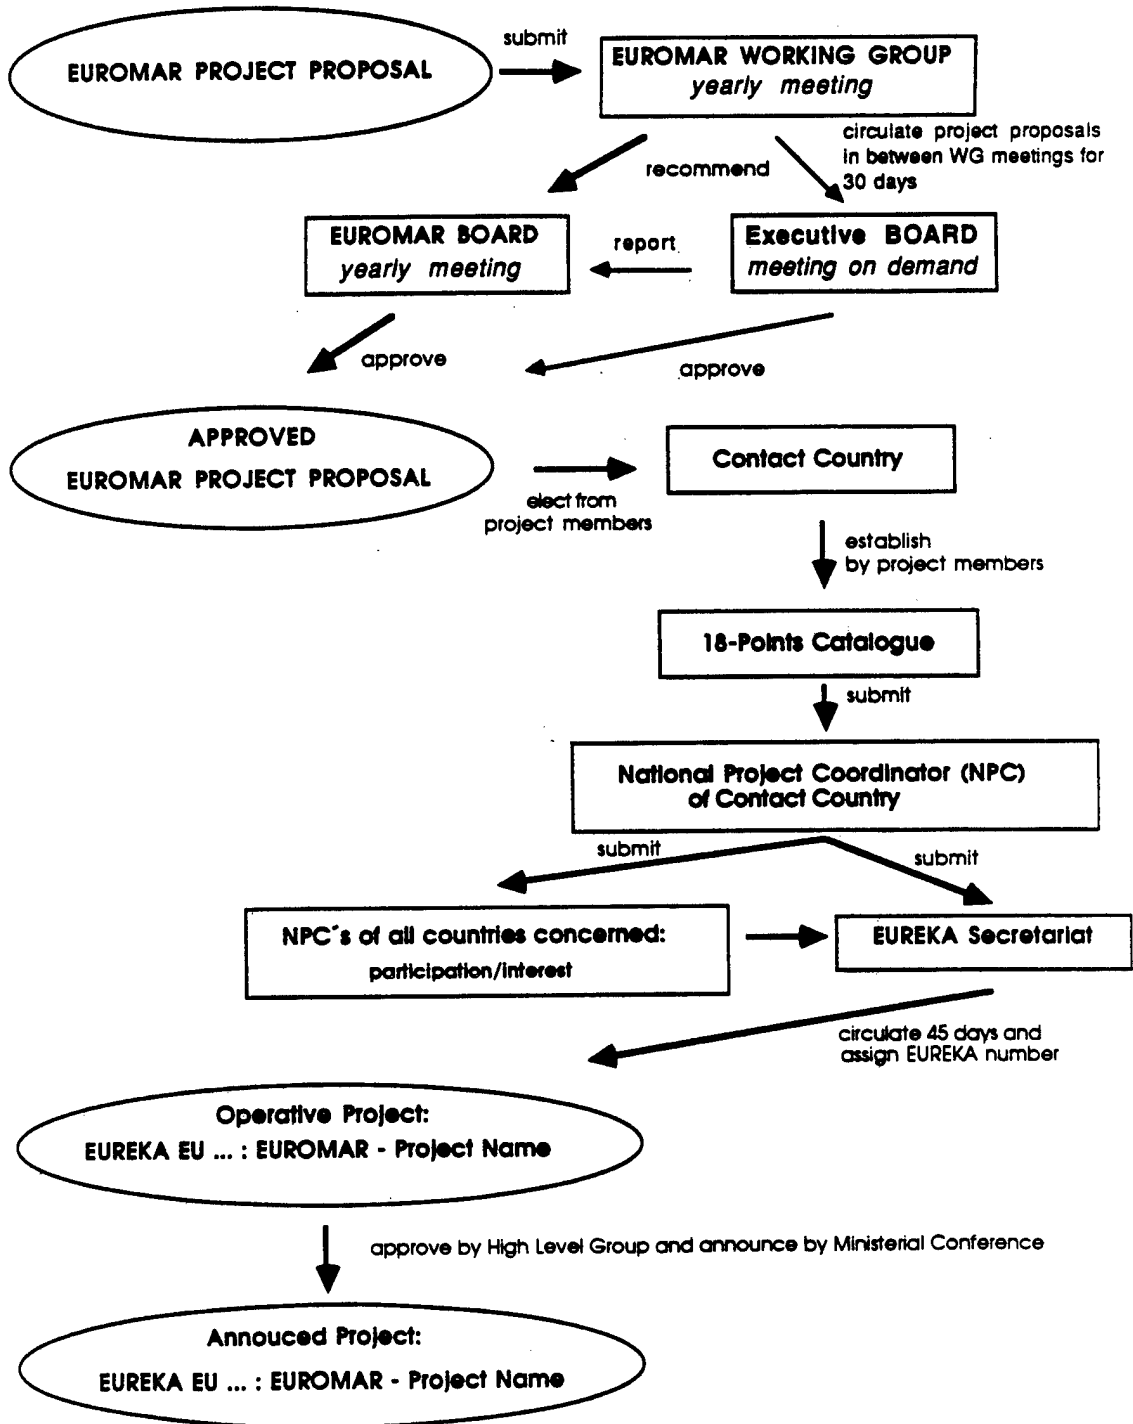 submit
EUROMAR PROJECT PROPOSAL
EUROMAR WORKING GROUP
yearly meeting
circulate project proposals
in between WG meetings for
30 days
recommend
EUROMAR BOARD
yearly meeting
report
Executive BOARD
meeting on demand
approve
approve
APPROVED
EUROMAR PROJECT PROPOSAL
elect from
project members
Contact Country
establish
by project members
18-Points Catalogue
submit
National Project Coordinator (NPC)
of Contact Country
submit
submit
NPC´s of all countries concerned:
participation/interest
EUREKA Secretariat
circulate 45 days and
assign EUREKA number
Operative Project:
EUREKA EU ... : EUROMAR - Project Name
approve by High Level Group and announce by Ministerial Conference
Annouced Project:
EUREKA EU ... : EUROMAR - Project Name